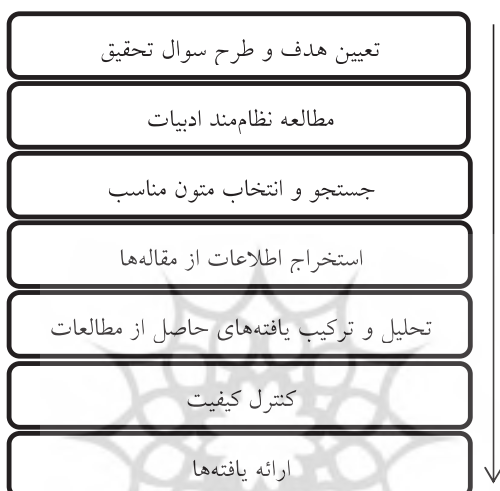 تعیین هدف و طرح سوال تحقیق
مطالعه نظام‌مند ادبیات
جستجو و انتخاب متون مناسب
استخراج اطلاعات از مقاله‌ها
تحلیل و ترکیب یافته‌های حاصل از مطالعات
کنترل کیفیت
ارائه یافته‌ها